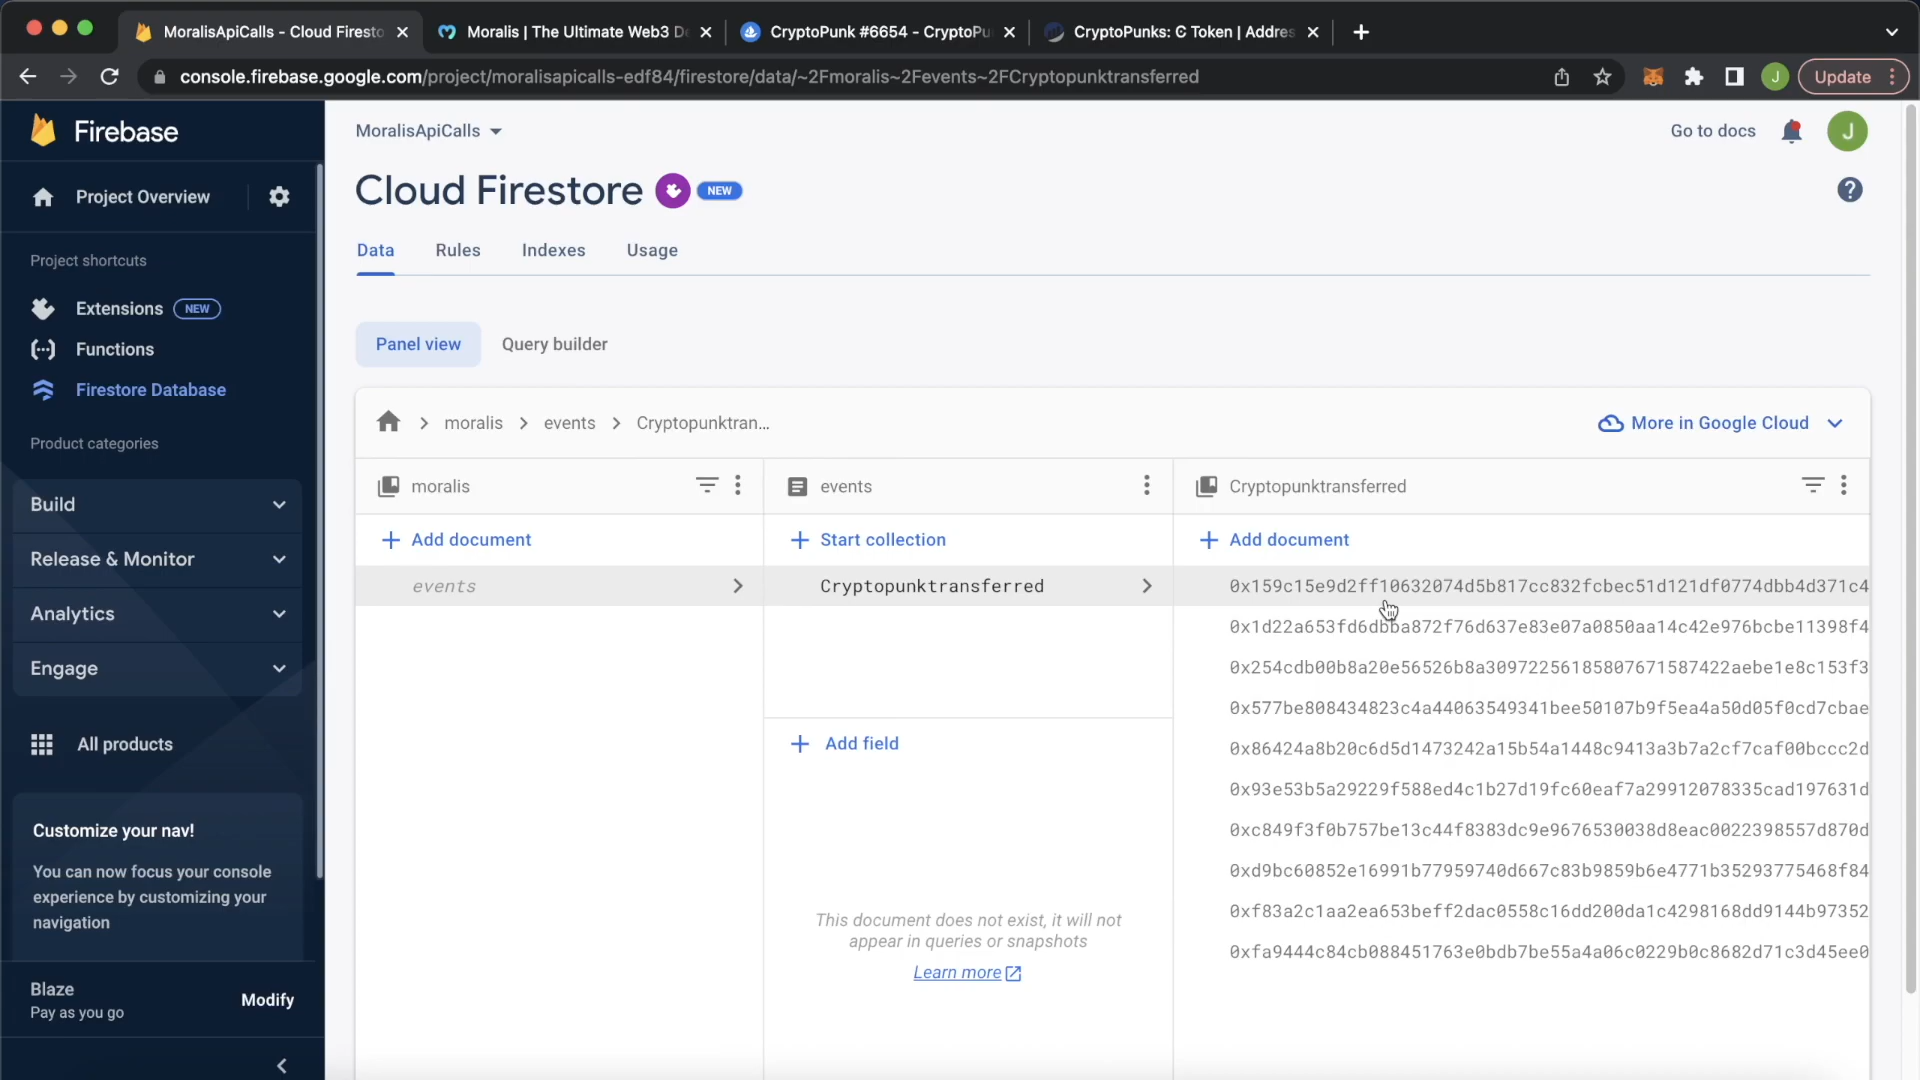 MoralisApiCalls - Cloud Firesto
Moralis | The Ultimate Web3 De
CryptoPunk #6654 - CryptoPu
CryptoPunks: Ͼ Token | Addres
console.firebase.google.com/project/moralisapicalls-edf84/firestore/data/~2Fmoralis~2Fevents~2FCryptopunktransferred
J
Update
Firebase
Project Overview
Project shortcuts
Extensions NEW
Functions
Firestore Database
Product categories
Build
Release & Monitor
Analytics
Engage
All products
Customize your nav!
You can now focus your console
experience by customizing your
navigation
Blaze
Pay as you go
Modify
MoralisApiCalls
Go to docs
J
Cloud Firestore NEW
Data
Rules
Indexes
Usage
Panel view
Query builder
moralis
events
Cryptopunktran...
More in Google Cloud
moralis
Add document
events
events
Start collection
Cryptopunktransferred
Add field
This document does not exist, it will not
appear in queries or snapshots
Learn more
Cryptopunktransferred
Add document
0x159c15e9d2ff10632074d5b817cc832fcbec51d121df0774dbb4d371c4
0x1d22a653fd6dbba872f76d637e83e07a0850aa14c42e976bcbe11398f4
0x254cdb00b8a20e56526b8a30972256185807671587422aebe1e8c153f3
0x577be808434823c4a44063549341bee50107b9f5ea4a50d05f0cd7cbae
0x86424a8b20c6d5d1473242a15b54a1448c9413a3b7a2cf7caf00bccc2d
0x93e53b5a29229f588ed4c1b27d19fc60eaf7a29912078335cad197631d
0xc849f3f0b757be13c44f8383dc9e9676530038d8eac0022398557d870d
0xd9bc60852e16991b77959740d667c83b9859b6e4771b35293775468f84
0xf83a2c1aa2ea653beff2dac0558c16dd200da1c4298168dd9144b97352
0xfa9444c84cb088451763e0bdb7be55a4a06c0229b0c8682d71c3d45ee0